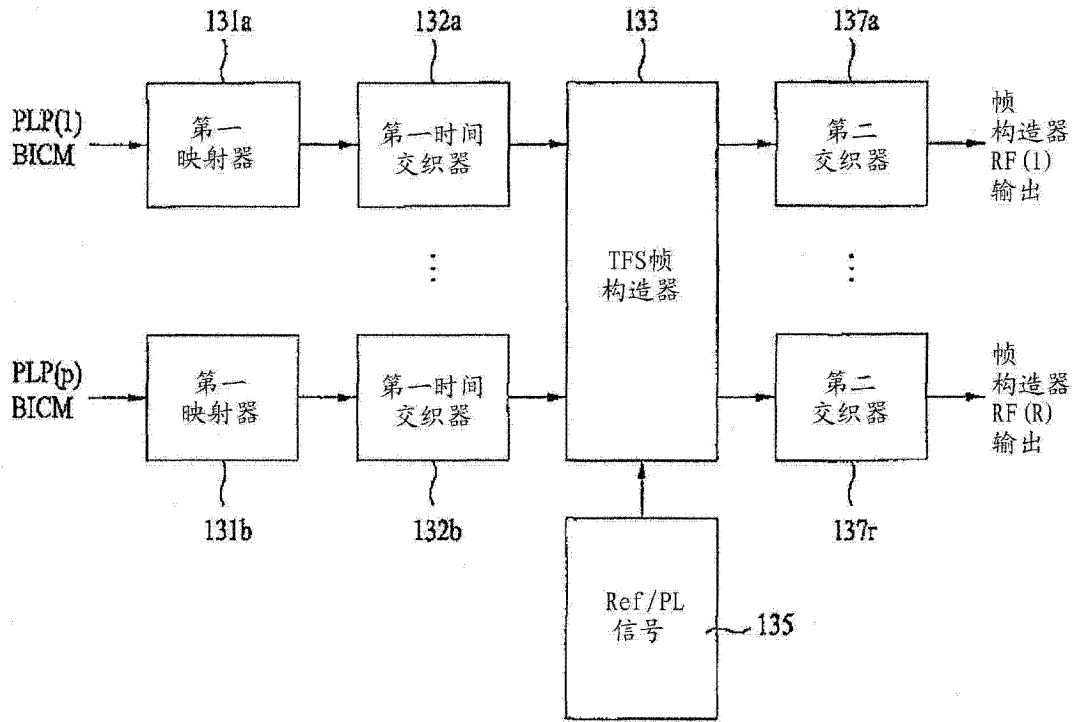 131a
132a
133
137a
PLP(1)
BICM
第一
映射器
第一时间
交织器
第二
交织器
帧
构造器
RF(1)
输出
TFS帧
构造器
PLP(p)
BICM
第一
映射器
第一时间
交织器
第二
交织器
帧
构造器
RF(R)
输出
131b
132b
137r
Ref/PL
信号
135